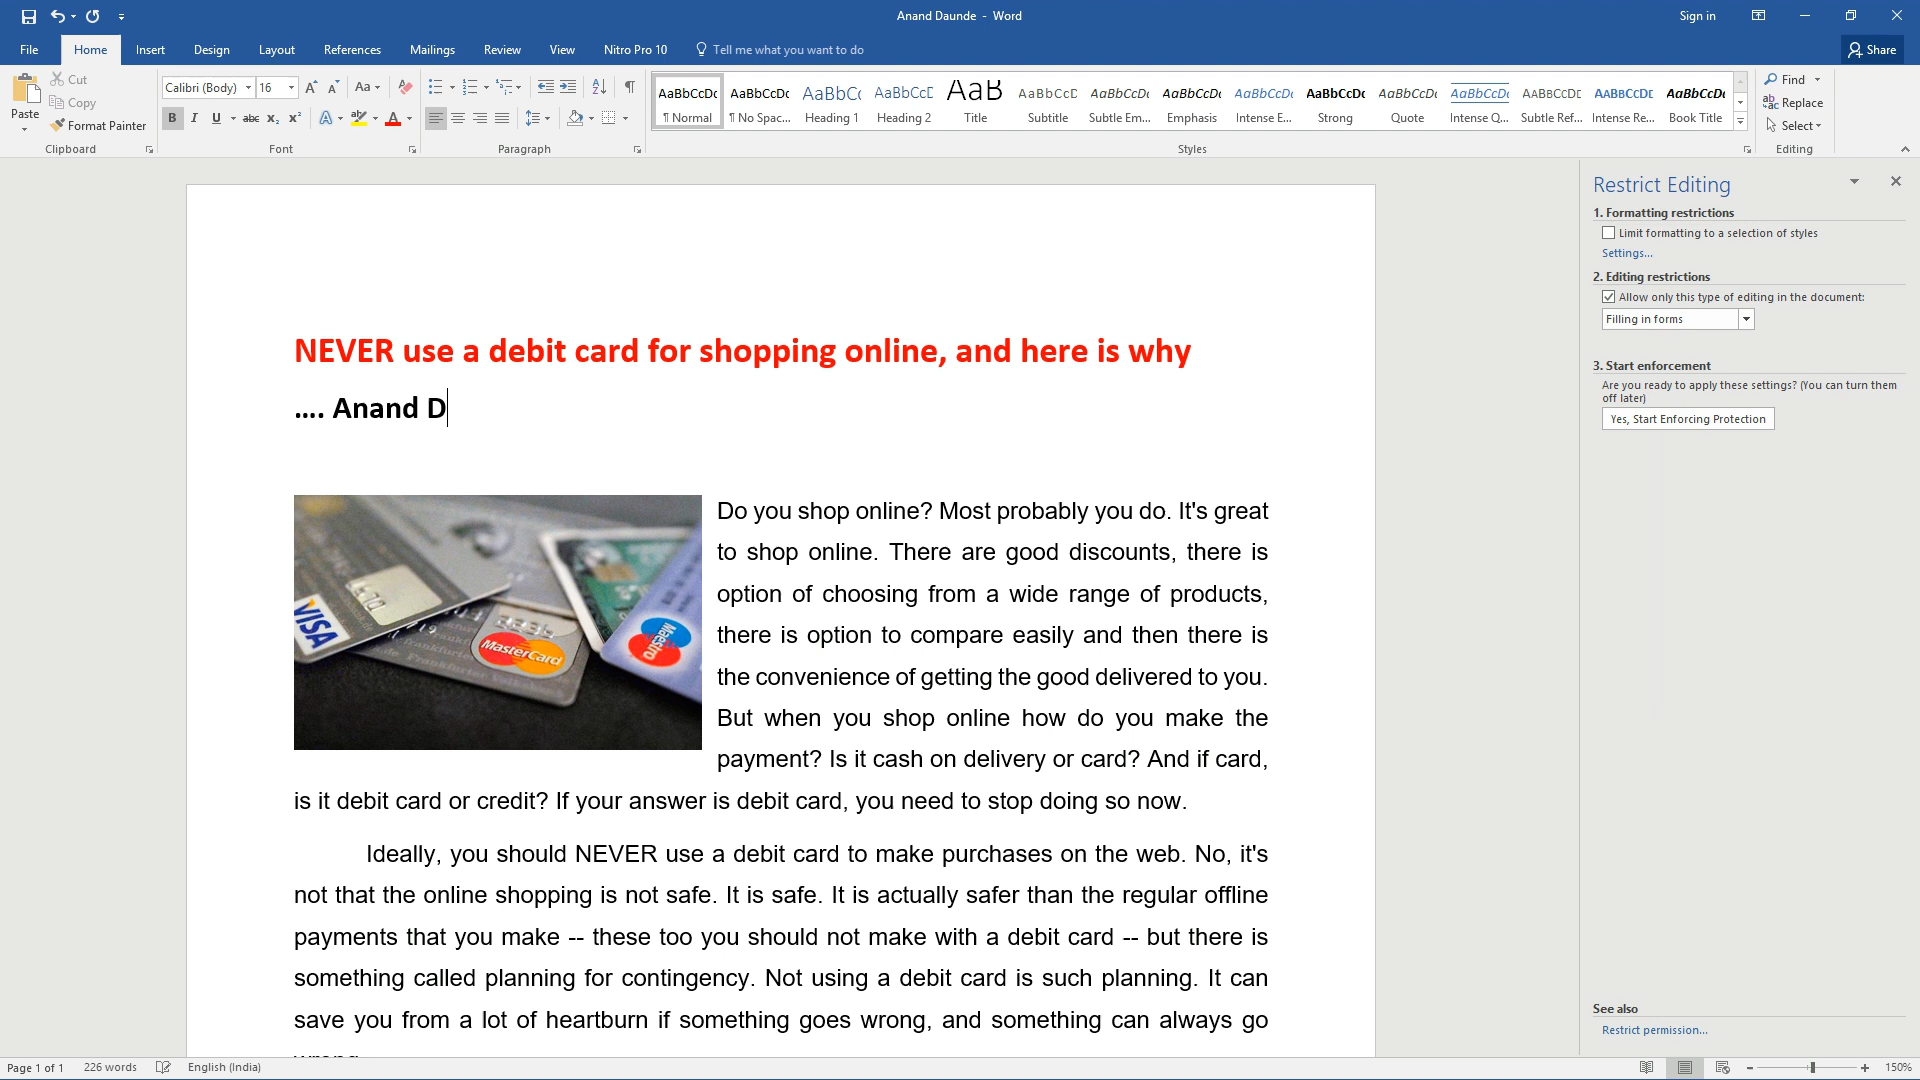 Anand Daunde - Word
Sign in
File Home Insert Design Layout References Mailings Review View Nitro Pro 10 Tell me what you want to do Share
Paste
Cut
Copy
Format Painter
Clipboard
Calibri (Body) 16 Aa
B I U abc x₂ x² A ab A
Font
Paragraph
AaBbCcDc AaBbCcDc AaBbCc AaBbCcC AaB AaBbCcC AaBbCcDc AaBbCcDc AaBbCcDc AaBbCcDc AaBbCcDc AaBbCcDc AaBbCcDc AaBbCcDc AaBbCcDc
¶ Normal ¶ No Spac... Heading 1 Heading 2 Title Subtitle Subtle Em... Emphasis Intense E... Strong Quote Intense Q... Subtle Ref... Intense Re... Book Title
Styles
Find
Replace
Select
Editing
NEVER use a debit card for shopping online, and here is why
.... Anand D
VISA
MasterCard
Maestro
Do you shop online? Most probably you do. It's great
to shop online. There are good discounts, there is
option of choosing from a wide range of products,
there is option to compare easily and then there is
the convenience of getting the good delivered to you.
But when you shop online how do you make the
payment? Is it cash on delivery or card? And if card,
is it debit card or credit? If your answer is debit card, you need to stop doing so now.
Ideally, you should NEVER use a debit card to make purchases on the web. No, it's
not that the online shopping is not safe. It is safe. It is actually safer than the regular offline
payments that you make -- these too you should not make with a debit card -- but there is
something called planning for contingency. Not using a debit card is such planning. It can
save you from a lot of heartburn if something goes wrong, and something can always go
Restrict Editing
1. Formatting restrictions
Limit formatting to a selection of styles
Settings...
2. Editing restrictions
Allow only this type of editing in the document:
Filling in forms
3. Start enforcement
Are you ready to apply these settings? (You can turn them
off later)
Yes, Start Enforcing Protection
See also
Restrict permission...
Page 1 of 1 226 words English (India) 150%